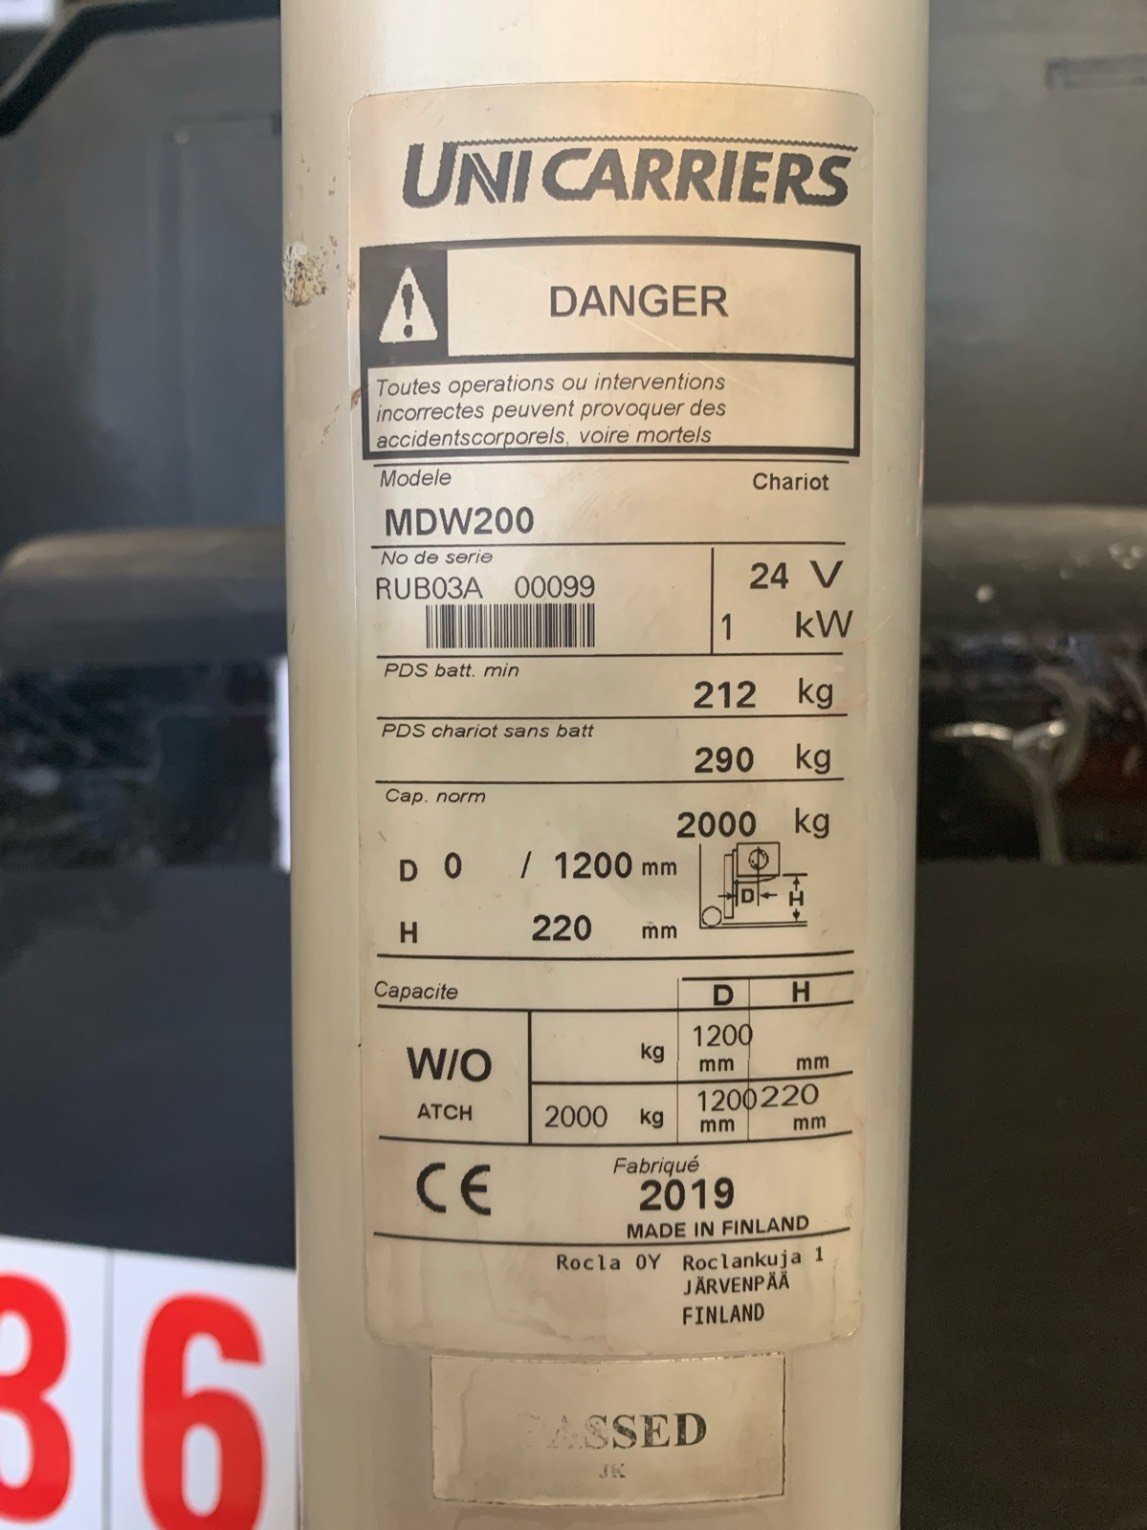 UNICARRIERS
DANGER
Toutes operations ou interventions
incorrectes peuvent provoquer des
accidentscorporels, voire mortels
Modele Chariot
MDW200
No de serie
RUB03A 00099 24 V
1 kW
PDS batt. min
212 kg
PDS chariot sans batt
290 kg
Cap. norm
2000 kg
D 0 / 1200 mm
D H
H 220 mm
Capacite D H
W/O kg 1200 mm mm
ATCH 2000 kg 1200 mm 220 mm
CE Fabriqué
2019
MADE IN FINLAND
Rocla OY Roclankuja 1
JÄRVENPÄÄ
FINLAND
PASSED
JK
36